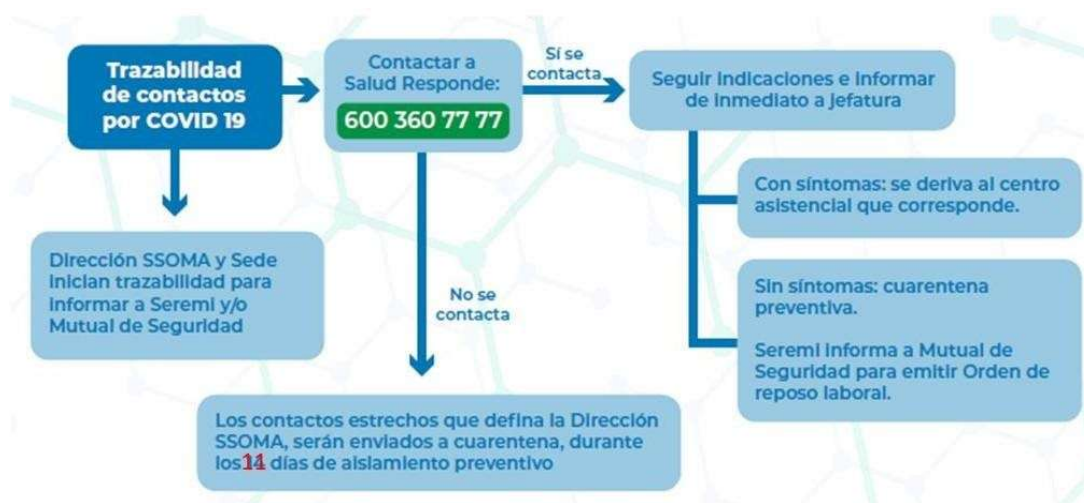 Trazabilidad
de contactos
por COVID 19
Contactar a
Salud Responde:
600 360 77 77
Sí se
contacta
Seguir indicaciones e informar
de inmediato a jefatura
Con síntomas: se deriva al centro
asistencial que corresponde.
Dirección SSOMA y Sede
inician trazabilidad para
informar a Seremi y/o
Mutual de Seguridad
No se
contacta
Sin síntomas: cuarentena
preventiva.
Seremi informa a Mutual de
Seguridad para emitir Orden de
reposo laboral.
Los contactos estrechos que defina la Dirección
SSOMA, serán enviados a cuarentena, durante
los 11 días de aislamiento preventivo